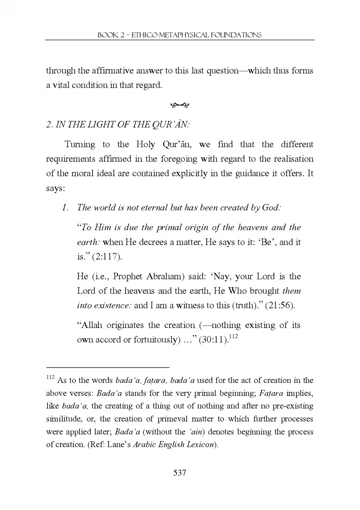 BOOK 2 – ETHICO-METAPHYSICAL FOUNDATIONS
through the affirmative answer to this last question—which thus forms
a vital condition in that regard.
2. IN THE LIGHT OF THE QUR'ĀN:
Turning to the Holy Qur'ān, we find that the different
requirements affirmed in the foregoing with regard to the realisation
of the moral ideal are contained explicitly in the guidance it offers. It
says:
1. The world is not eternal but has been created by God:
“To Him is due the primal origin of the heavens and the
earth: when He decrees a matter, He says to it: ‘Be’, and it
is.” (2:117).
He (i.e., Prophet Abraham) said: ‘Nay, your Lord is the
Lord of the heavens and the earth, He Who brought them
into existence: and I am a witness to this (truth).” (21:56).
“Allah originates the creation (—nothing existing of its
own accord or fortuitously) …” (30:11).112
112 As to the words bada'a, faṭara, bada‘a used for the act of creation in the
above verses: Bada‘a stands for the very primal beginning; Faṭara implies,
like bada‘a, the creating of a thing out of nothing and after no pre-existing
similitude, or, the creation of primeval matter to which further processes
were applied later; Bada'a (without the ‘ain) denotes beginning the process
of creation. (Ref: Lane's Arabic English Lexicon).
537